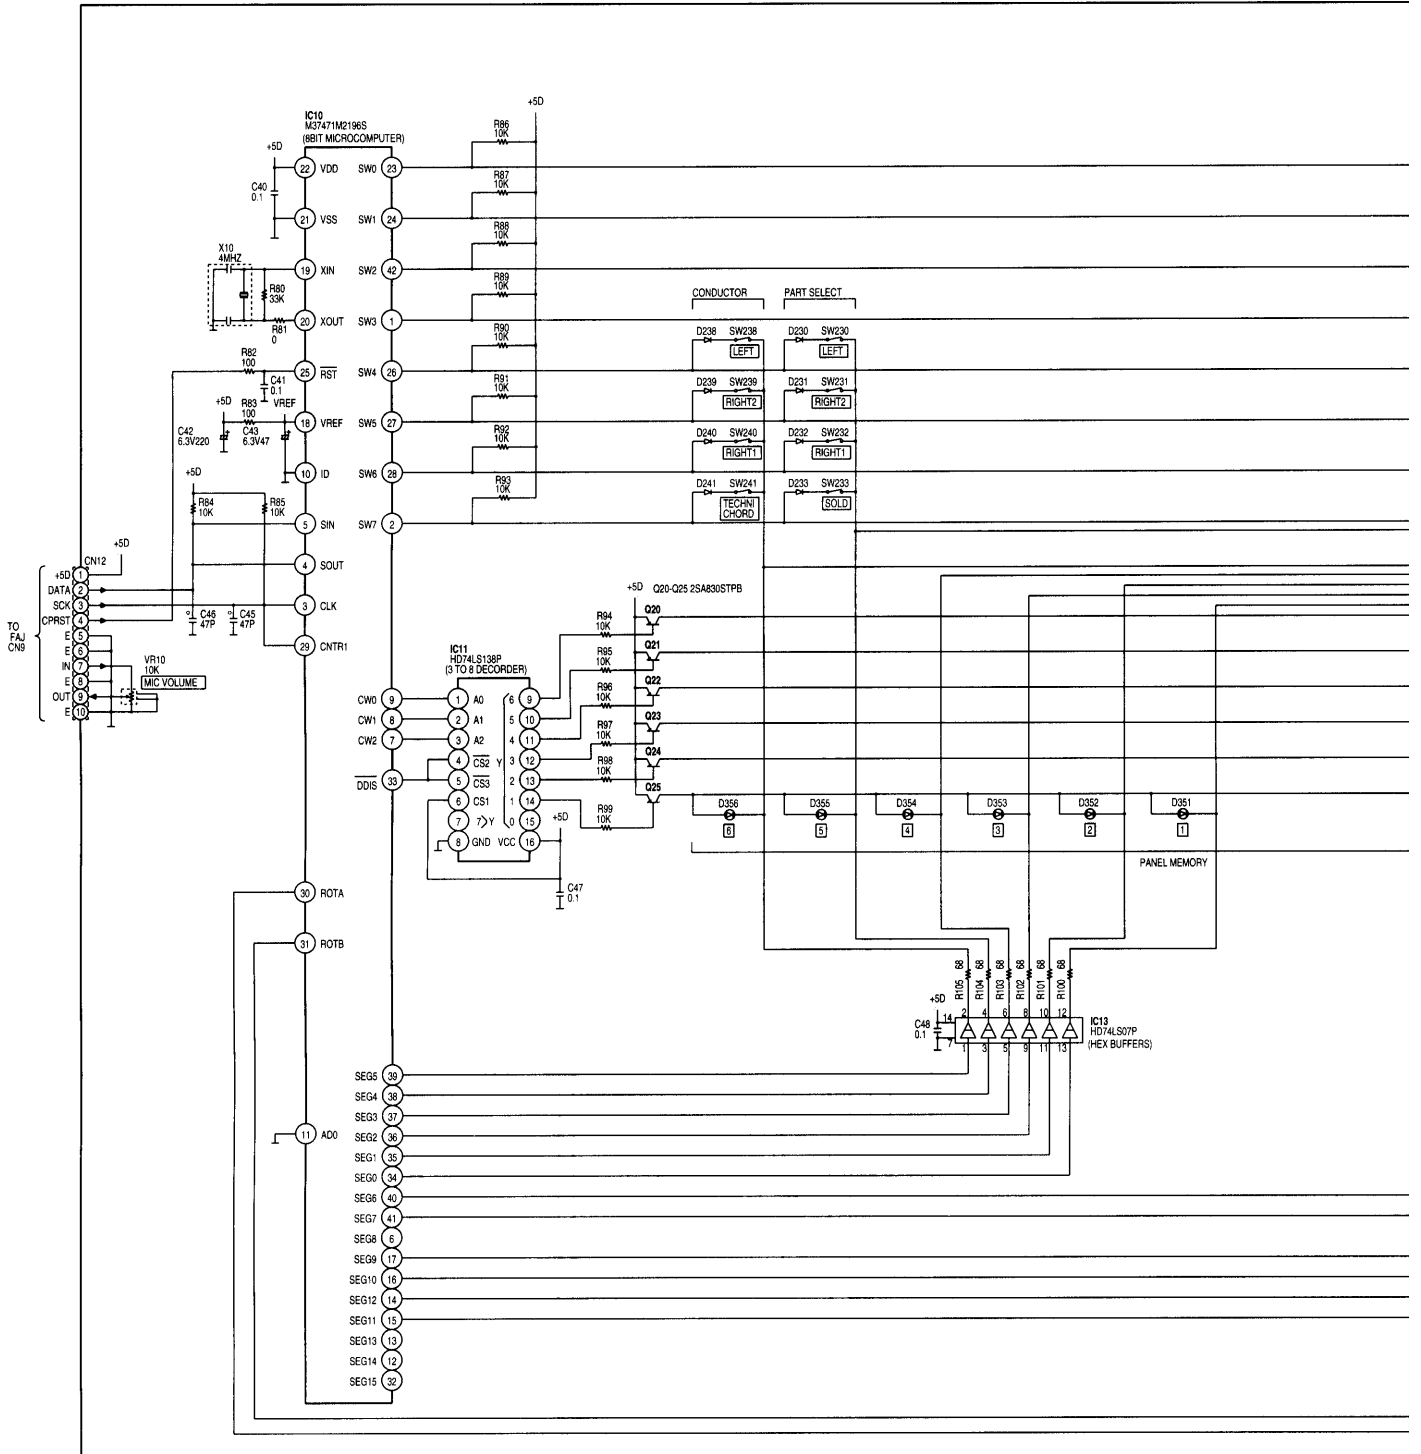 IC10
M37471M2196S
(8BIT MICROCOMPUTER)
+5D
22 VDD
C40
0.1
21 VSS
X10
4MHZ
19 XIN
R80
33K
20 XOUT
R81
0
R82
100
25 RST
C41
0.1
+5D
R83
100
VREF
18 VREF
C42
6.3V220
C43
6.3V47
10 ID
+5D
R84
10K
R85
10K
5 SIN
4 SOUT
3 CLK
C46
47P
C45
47P
29 CNTR1
30 ROTA
31 ROTB
11 AD0
SW0 23
SW1 24
SW2 42
SW3 1
SW4 26
SW5 27
SW6 28
SW7 2
CW0 9
CW1 8
CW2 7
DDIS 33
SEG5 39
SEG4 38
SEG3 37
SEG2 36
SEG1 35
SEG0 34
SEG6 40
SEG7 41
SEG8 6
SEG9 17
SEG10 16
SEG12 14
SEG11 15
SEG13 13
SEG14 12
SEG15 32
+5D
R86
10K
R87
10K
R88
10K
R89
10K
R90
10K
R91
10K
R92
10K
R93
10K
CONDUCTOR
D238 SW238
LEFT
D239 SW239
RIGHT2
D240 SW240
RIGHT1
D241 SW241
TECHNI
CHORD
PART SELECT
D230 SW230
LEFT
D231 SW231
RIGHT2
D232 SW232
RIGHT1
D233 SW233
SOLD
TO
FAJ
CN9
+5D
CN12
+5D 1
DATA 2
SCK 3
CPRST 4
E 5
E 6
IN 7
E 8
OUT 9
E 10
VR10
10K
MIC VOLUME
IC11
HD74LS138P
(3 TO 8 DECORDER)
1 A0
2 A1
3 A2
4 CS2
5 CS3
6 CS1
7 7>Y
8 GND
Y
6 9
5 10
4 11
3 12
2 13
1 14
0 15
VCC 16
+5D
C47
0.1
R94
10K
R95
10K
R96
10K
R97
10K
R98
10K
R99
10K
+5D
Q20-Q25 2SA830STPB
Q20
Q21
Q22
Q23
Q24
Q25
D356
6
D355
5
D354
4
D353
3
D352
2
D351
1
PANEL MEMORY
R105 68
R104 68
R103 68
R102 68
R101 68
R100 68
+5D
C48
0.1
14
7
2 4 6 8 10 12
1 3 5 9 11 13
IC13
HD74LS07P
(HEX BUFFERS)